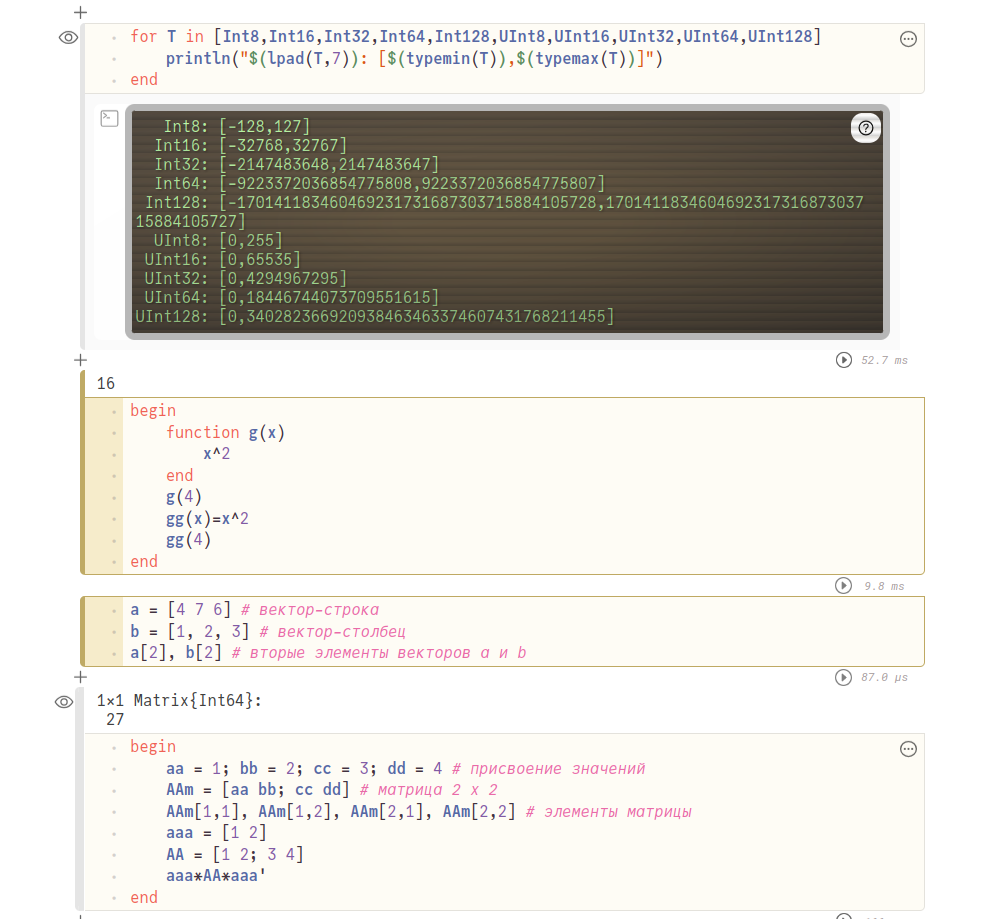 for T in [Int8,Int16,Int32,Int64,Int128,UInt8,UInt16,UInt32,UInt64,UInt128]
println("$(lpad(T,7)): [$(typemin(T)),$(typemax(T))]")
end
Int8: [-128,127]
Int16: [-32768,32767]
Int32: [-2147483648,2147483647]
Int64: [-9223372036854775808,9223372036854775807]
Int128: [-170141183460469231731687303715884105728,1701411834604692317316873037
15884105727]
UInt8: [0,255]
UInt16: [0,65535]
UInt32: [0,4294967295]
UInt64: [0,18446744073709551615]
UInt128: [0,340282366920938463463374607431768211455]
52.7 ms
16
begin
function g(x)
x^2
end
g(4)
gg(x)=x^2
gg(4)
end
9.8 ms
a = [4 7 6] # вектор-строка
b = [1, 2, 3] # вектор-столбец
a[2], b[2] # вторые элементы векторов a и b
87.0 μs
1×1 Matrix{Int64}:
27
begin
aa = 1; bb = 2; cc = 3; dd = 4 # присвоение значений
AAm = [aa bb; cc dd] # матрица 2 x 2
AAm[1,1], AAm[1,2], AAm[2,1], AAm[2,2] # элементы матрицы
aaa = [1 2]
AA = [1 2; 3 4]
aaa*AA*aaa'
end